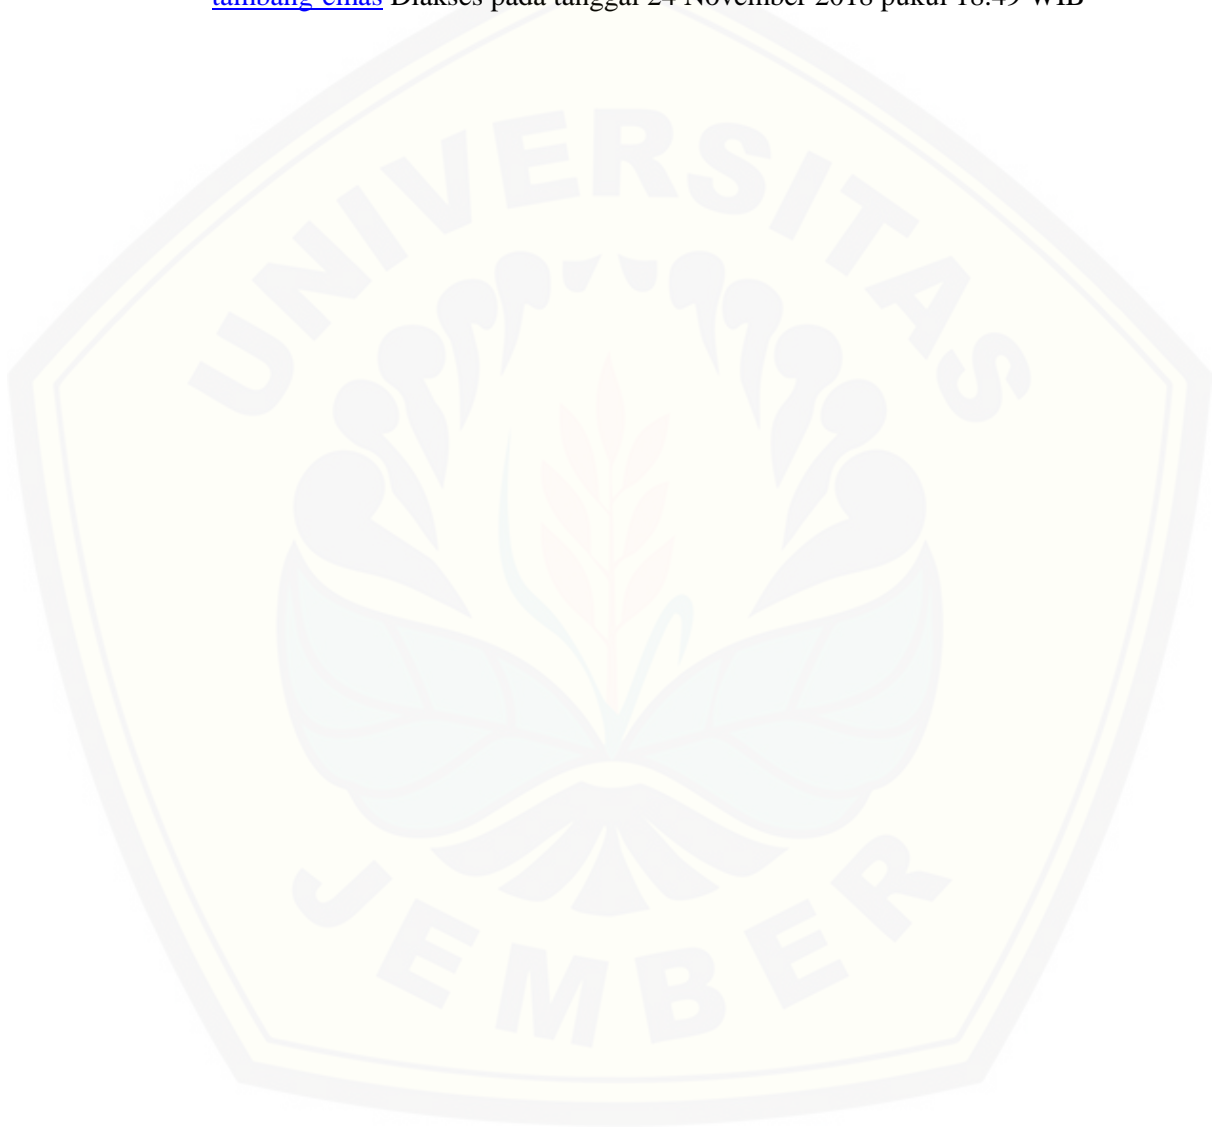 tambang-emas Diakses pada tanggal 24 November 2018 pukul 18.49 WIB
UNIVERSITAS
JEMBER